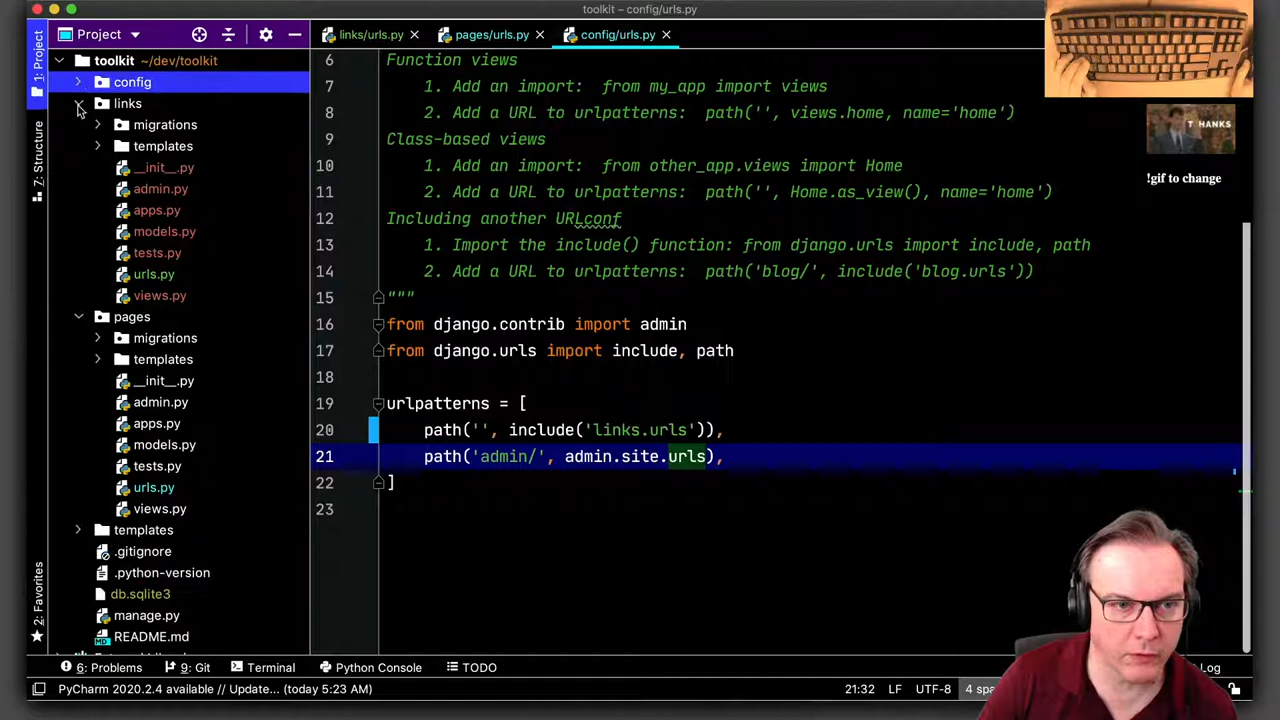 toolkit – config/urls.py
Project
links/urls.py
pages/urls.py
config/urls.py
1: Project
7: Structure
2: Favorites
toolkit ~/dev/toolkit
config
links
migrations
templates
__init__.py
admin.py
apps.py
models.py
tests.py
urls.py
views.py
pages
migrations
templates
__init__.py
admin.py
apps.py
models.py
tests.py
urls.py
views.py
templates
.gitignore
.python-version
db.sqlite3
manage.py
README.md
6 Function views
7 1. Add an import:  from my_app import views
8 2. Add a URL to urlpatterns:  path('', views.home, name='home')
9 Class-based views
10 1. Add an import:  from other_app.views import Home
11 2. Add a URL to urlpatterns:  path('', Home.as_view(), name='home')
12 Including another URLconf
13 1. Import the include() function: from django.urls import include, path
14 2. Add a URL to urlpatterns:  path('blog/', include('blog.urls'))
15 """
16 from django.contrib import admin
17 from django.urls import include, path
18
19 urlpatterns = [
20 path('', include('links.urls')),
21 path('admin/', admin.site.urls),
22 ]
23
T HANKS
!gif to change
6: Problems
9: Git
Terminal
Python Console
TODO
Log
PyCharm 2020.2.4 available // Update... (today 5:23 AM)
21:32
LF
UTF-8
4 spa